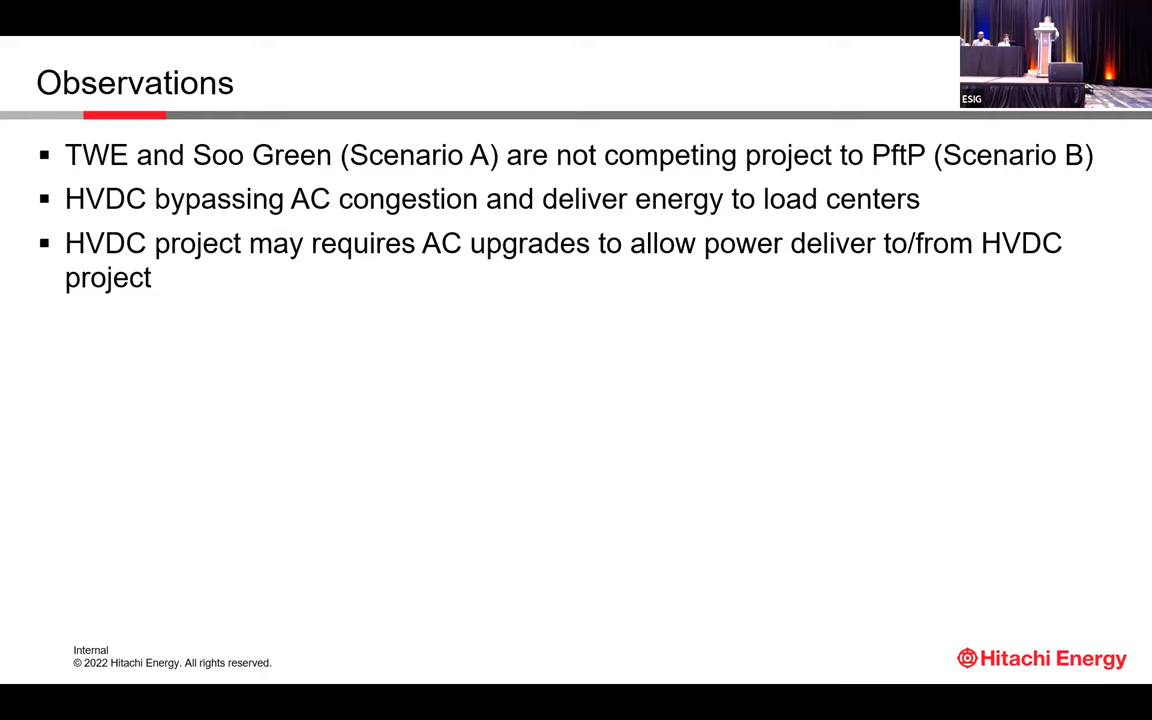 ESIG
Observations
▪ TWE and Soo Green (Scenario A) are not competing project to PftP (Scenario B)
▪ HVDC bypassing AC congestion and deliver energy to load centers
▪ HVDC project may requires AC upgrades to allow power deliver to/from HVDC
project
Internal
© 2022 Hitachi Energy. All rights reserved.
Hitachi Energy